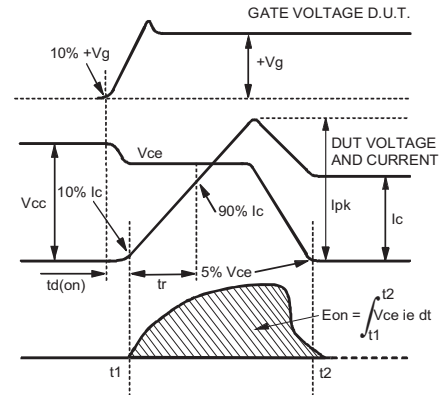 GATE VOLTAGE D.U.T.
10% +Vg
+Vg
Vce
DUT VOLTAGE
AND CURRENT
Vcc
10% Ic
90% Ic
Ipk
Ic
td(on)
tr
5% Vce
Eon = ∫ Vce ie dt
t2
t1
t1
t2